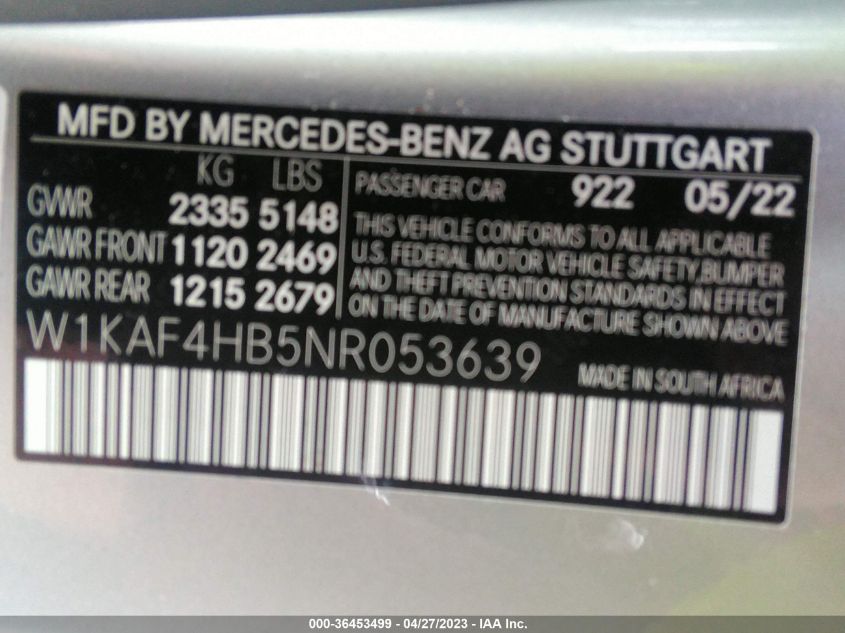 MFD BY MERCEDES-BENZ AG STUTTGART
KG LBS
GVWR 2335 5148
GAWR FRONT 1120 2469
GAWR REAR 1215 2679
PASSENGER CAR 922 05/22
THIS VEHICLE CONFORMS TO ALL APPLICABLE
U.S. FEDERAL MOTOR VEHICLE SAFETY, BUMPER
AND THEFT PREVENTION STANDARDS IN EFFECT
ON THE DATE OF MANUFACTURE SHOWN ABOVE.
W1KAF4HB5NR053639
MADE IN SOUTH AFRICA
000-36453499 - 04/27/2023 - IAA Inc.